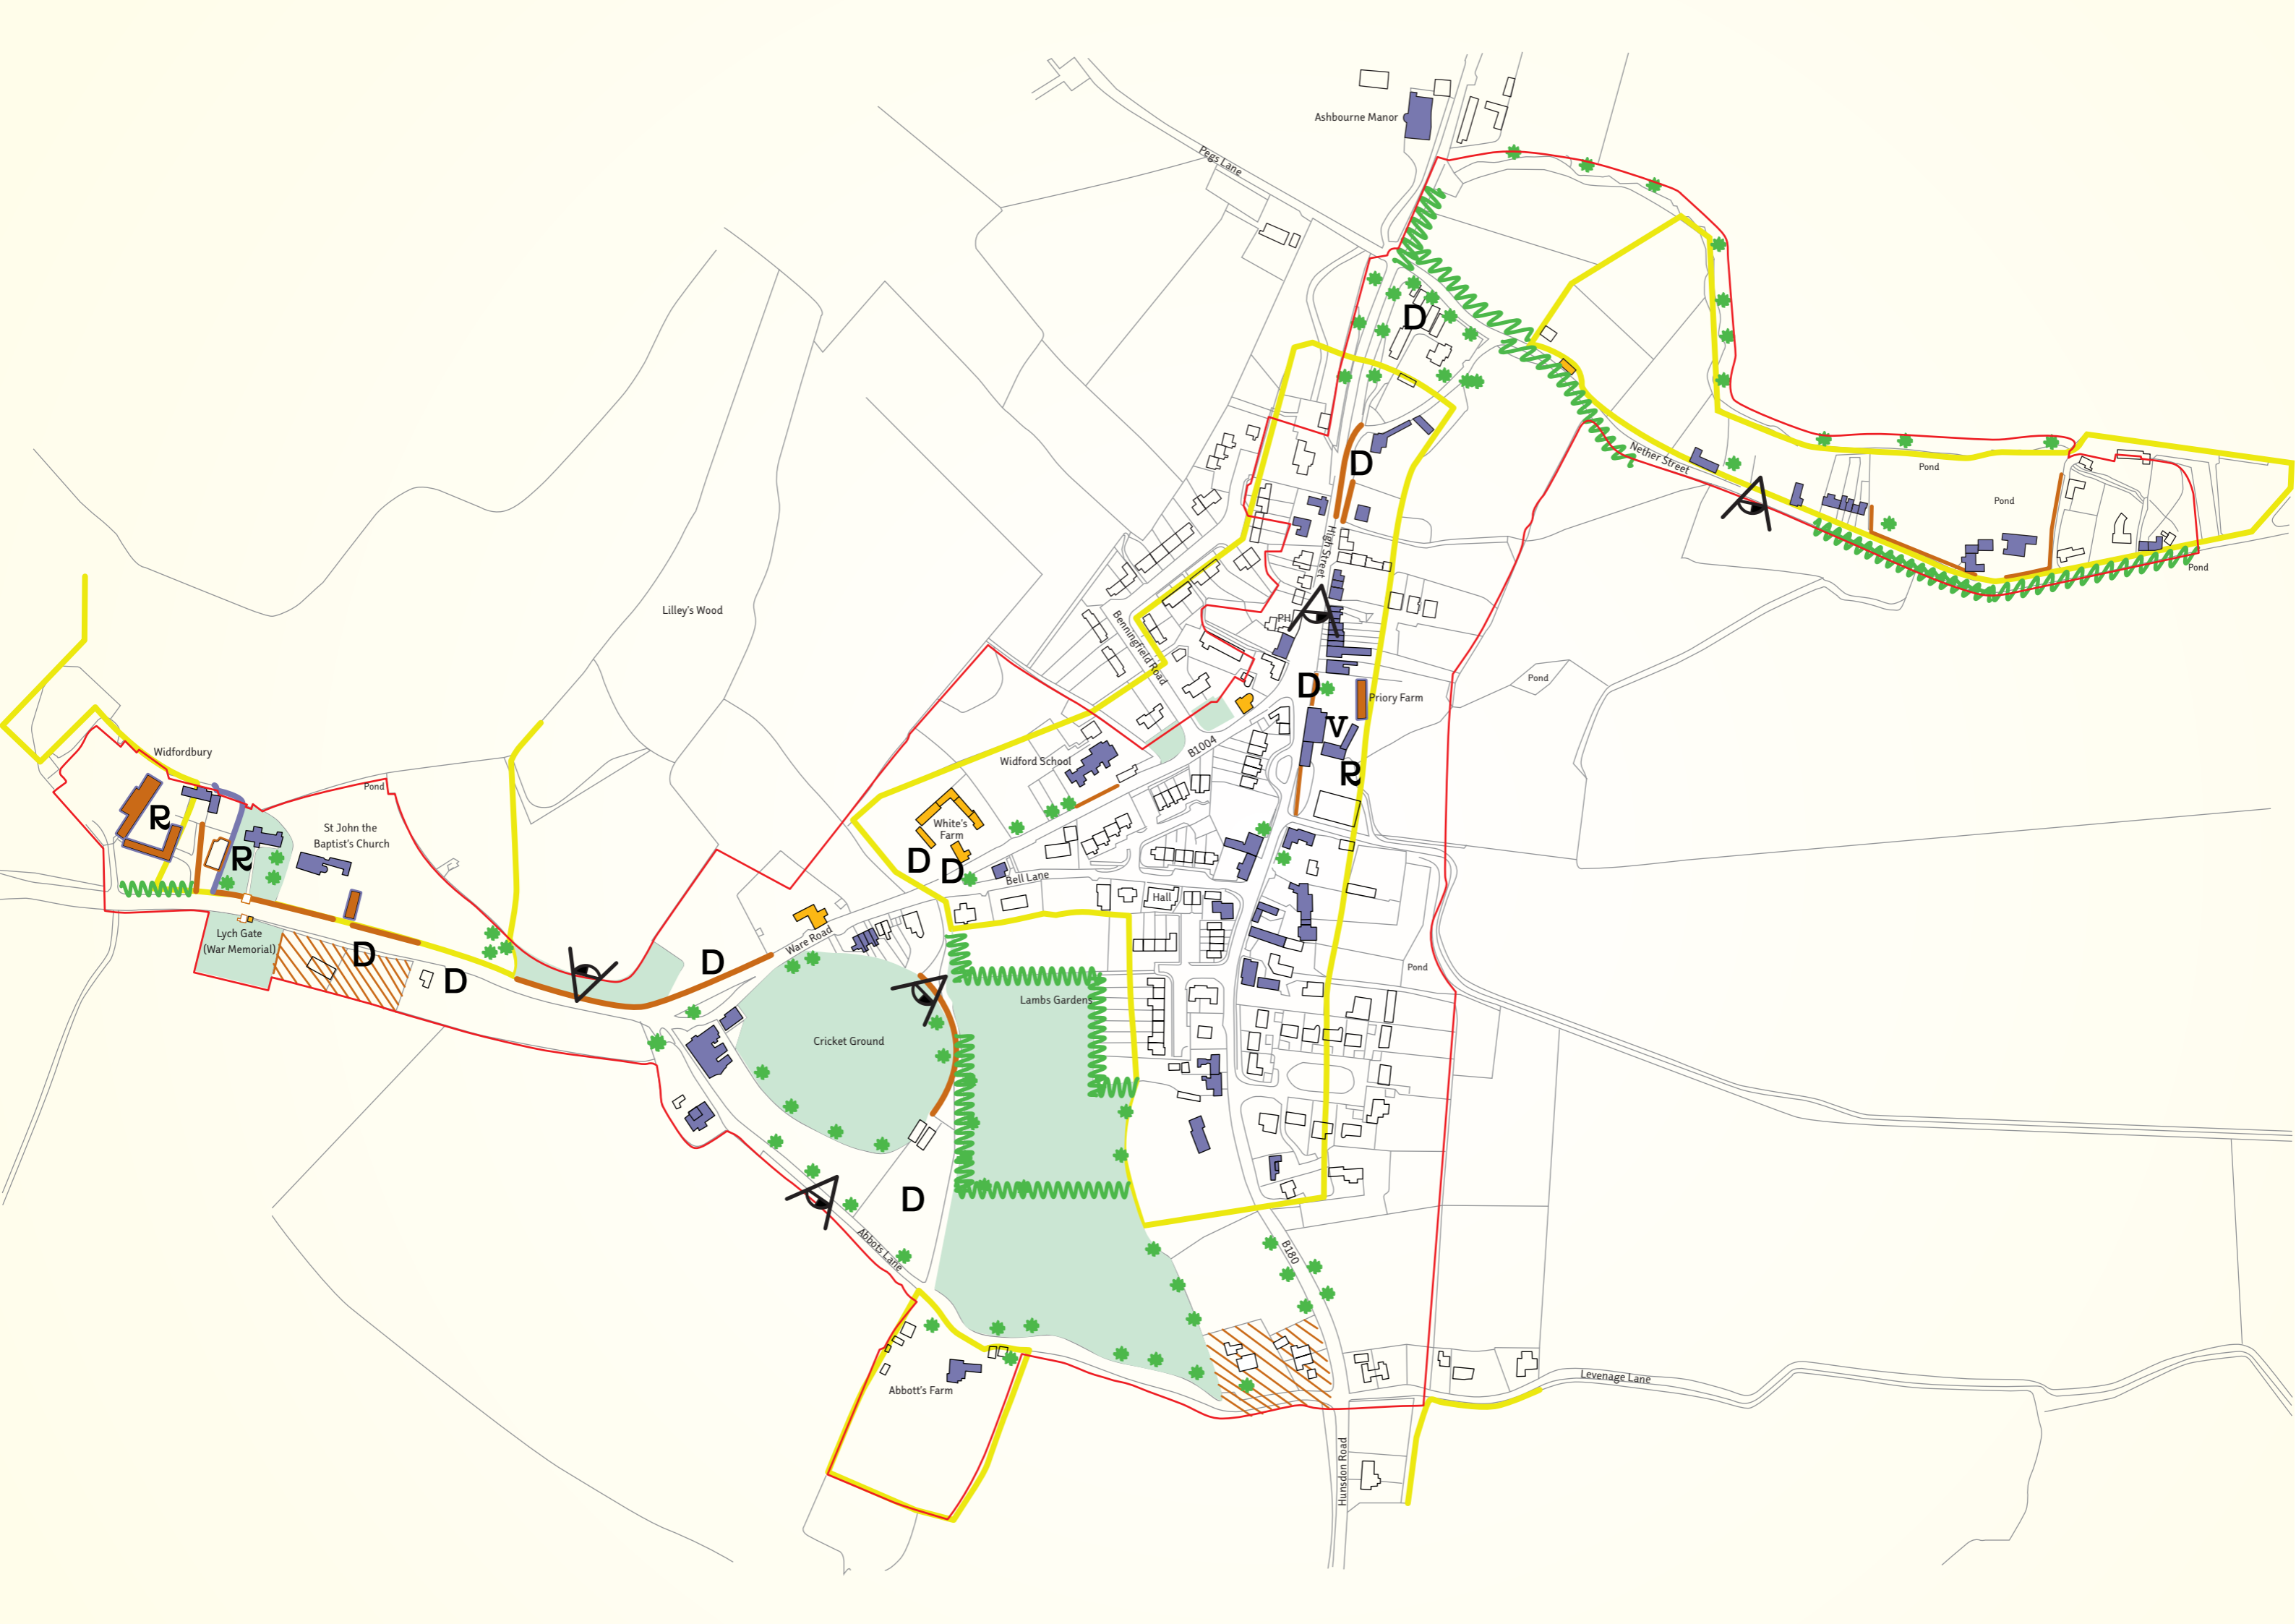 Ashbourne Manor
Pegs Lane
D
Nether Street
Pond
Pond
Pond
D
High Street
PH
Lilley's Wood
Benningfield Road
D
Priory Farm
Pond
V
B1004
Widford School
R
Widfordbury
Pond
R
R
St John the
Baptist's Church
White's
Farm
D
D
Bell Lane
Hall
Lych Gate
(War Memorial)
D
D
D
Ware Road
Pond
Lambs Gardens
Cricket Ground
D
Abbots Lane
B180
Abbott's Farm
Levenage Lane
Hunsdon Road